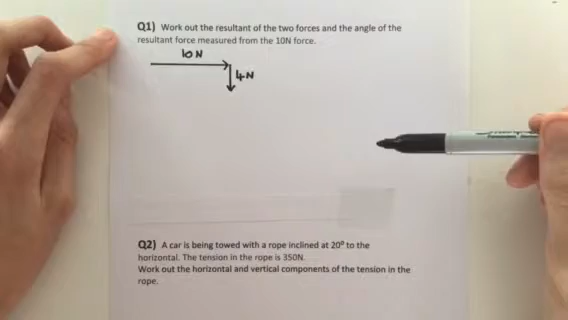 Q1) Work out the resultant of the two forces and the angle of the
resultant force measured from the 10N force.
10N
4N
Q2) A car is being towed with a rope inclined at 20⁰ to the
horizontal. The tension in the rope is 350N.
Work out the horizontal and vertical components of the tension in the
rope.